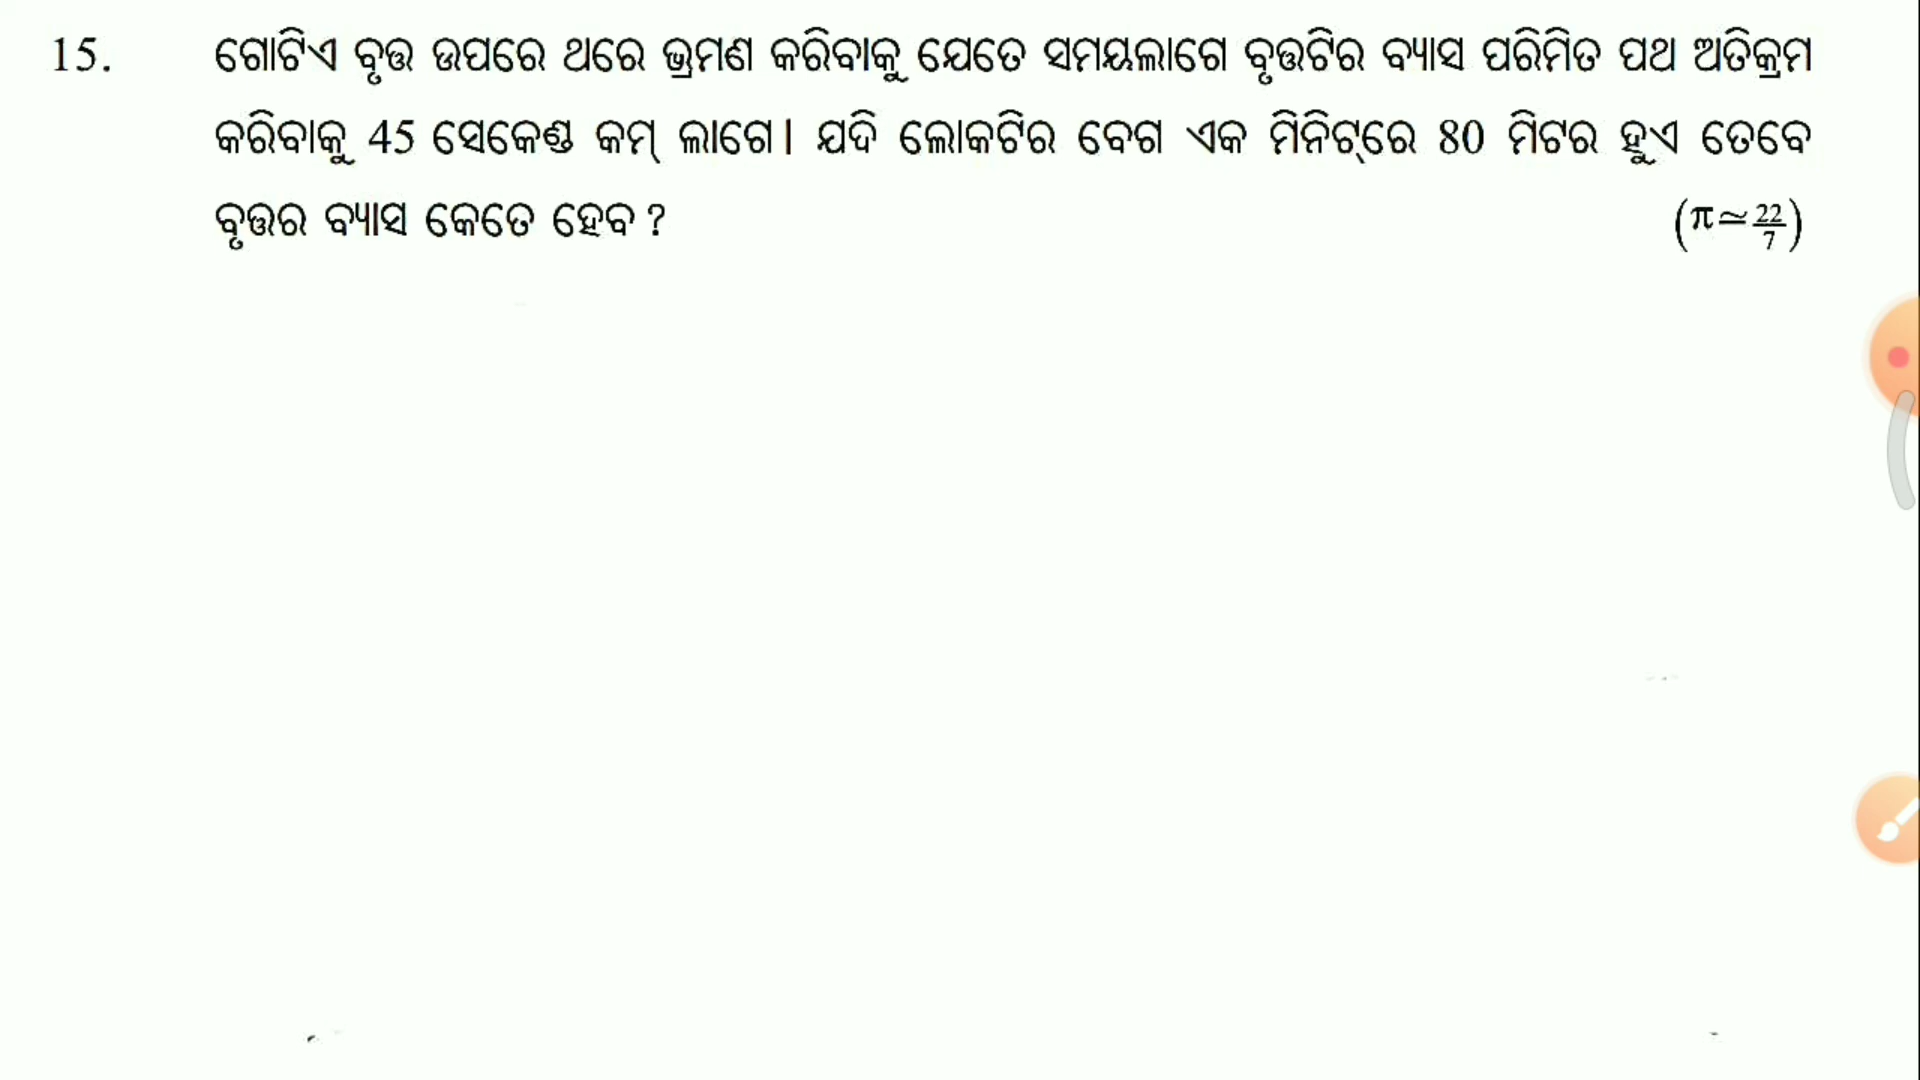 15. ଗୋଟିଏ ବୃତ୍ତ ଉପରେ ଥରେ ଭ୍ରମଣ କରିବାକୁ ଯେତେ ସମୟଲାଗେ ବୃତ୍ତଟିର ବ୍ୟାସ ପରିମିତ ପଥ ଅତିକ୍ରମ
କରିବାକୁ 45 ସେକେଣ୍ଡ କମ୍ ଲାଗେ। ଯଦି ଲୋକଟିର ବେଗ ଏକ ମିନିଟ୍‌ରେ 80 ମିଟର ହୁଏ ତେବେ
ବୃତ୍ତର ବ୍ୟାସ କେତେ ହେବ ? (π≃22/7)